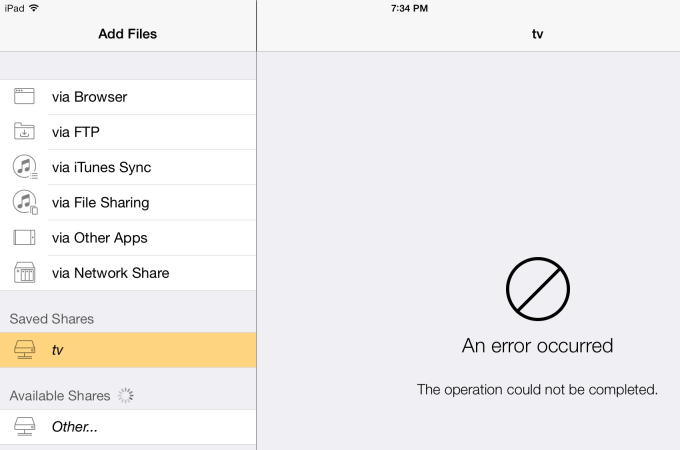 iPad
7:34 PM
Add Files
tv
via Browser
via FTP
via iTunes Sync
via File Sharing
via Other Apps
via Network Share
Saved Shares
tv
Available Shares
Other...
An error occurred
The operation could not be completed.